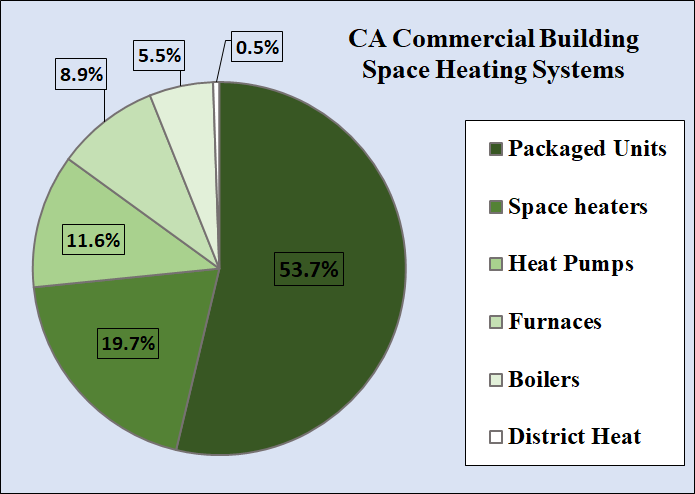 CA Commercial Building
Space Heating Systems
0.5%
5.5%
8.9%
11.6%
19.7%
53.7%
Packaged Units
Space heaters
Heat Pumps
Furnaces
Boilers
District Heat